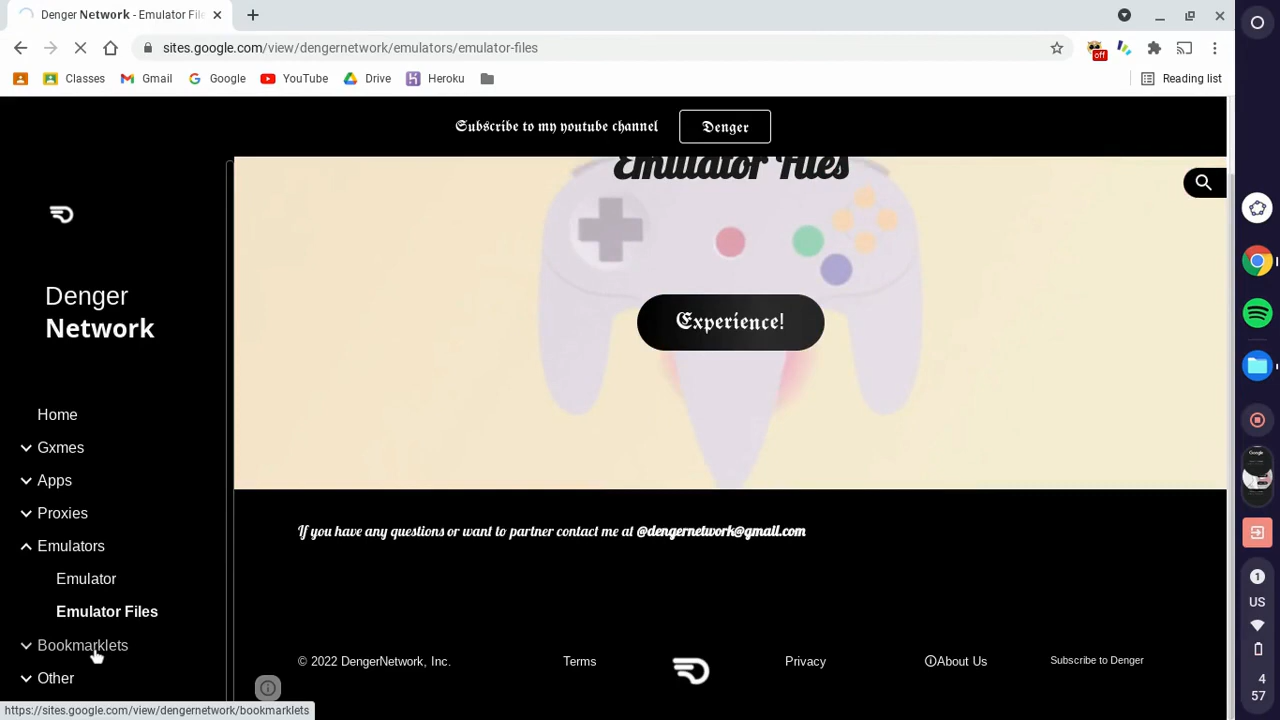 Denger Network - Emulator File
sites.google.com/view/dengernetwork/emulators/emulator-files
off
Classes
Gmail
Google
YouTube
Drive
Heroku
Reading list
Subscribe to my youtube channel
Denger
Emulator Files
Denger
Network
Experience!
Home
Gxmes
Apps
Proxies
Emulators
Emulator
Emulator Files
Bookmarklets
Other
If you have any questions or want to partner contact me at @dengernetwork@gmail.com
© 2022 DengerNetwork, Inc.
Terms
Privacy
About Us
Subscribe to Denger
https://sites.google.com/view/dengernetwork/bookmarklets
1
US
4
57